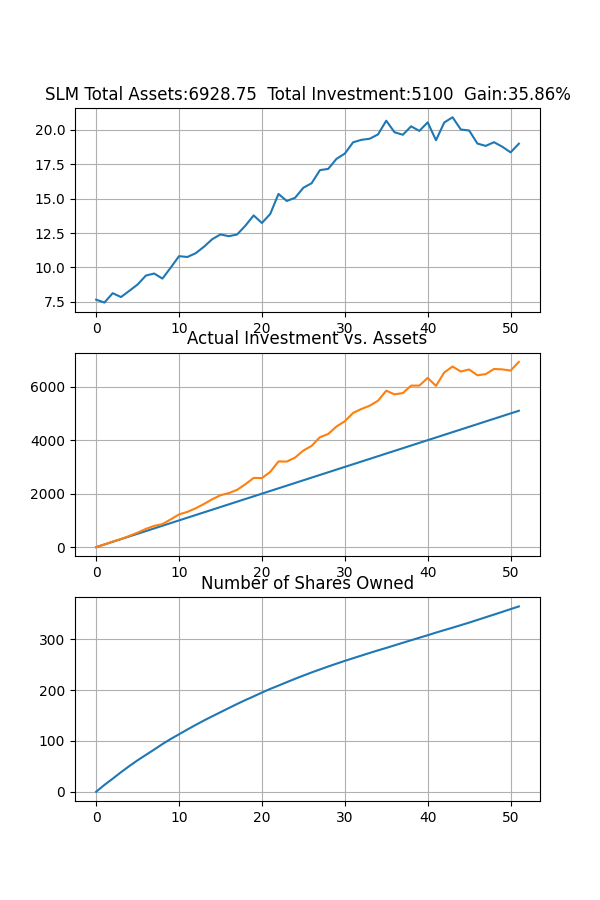 SLM Total Assets:6928.75  Total Investment:5100  Gain:35.86%
20.0
17.5
15.0
12.5
10.0
7.5
0 10 20 30 40 50
Actual Investment vs. Assets
6000
4000
2000
0
0 10 20 30 40 50
Number of Shares Owned
300
200
100
0
0 10 20 30 40 50